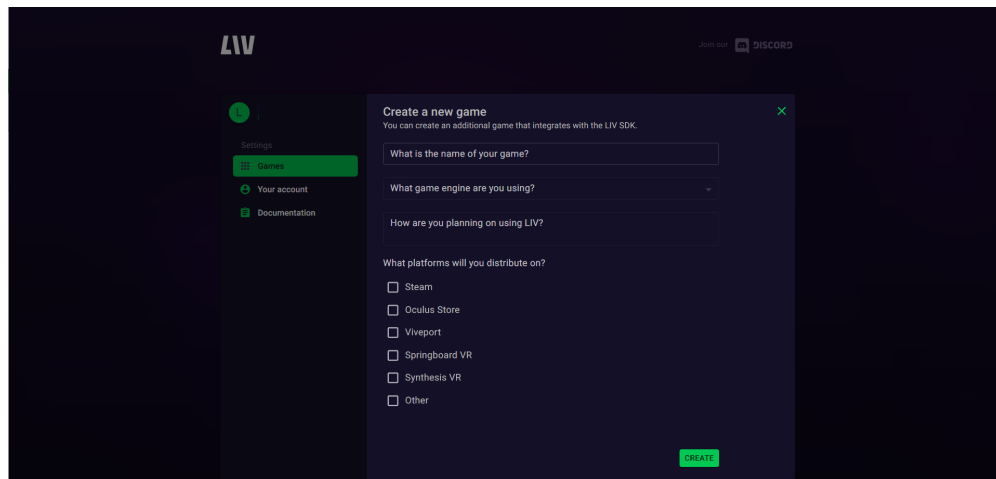 LIV
Join our DISCORD
L
Settings
Games
Your account
Documentation
Create a new game
You can create an additional game that integrates with the LIV SDK.
What is the name of your game?
What game engine are you using?
How are you planning on using LIV?
What platforms will you distribute on?
Steam
Oculus Store
Viveport
Springboard VR
Synthesis VR
Other
CREATE